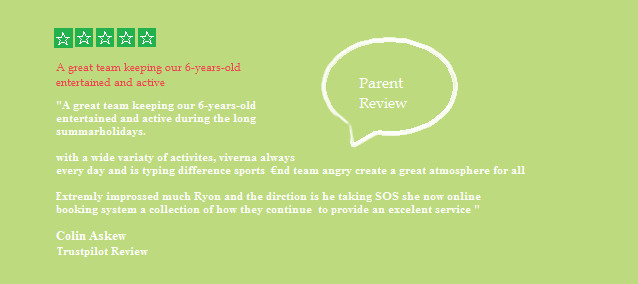 A great team keeping our 6-years-old
entertained and active
Parent
Review
"A great team keeping our 6-years-old
entertained and active during the long
summarholidays.
with a wide variaty of activites, viverna always
every day and is typing difference sports €nd team angry create a great atmosphere for all
Extremly improssed much Ryon and the dirction is he taking SOS she now online
booking system a collection of how they continue to provide an excelent service "
Colin Askew
Trustpilot Review